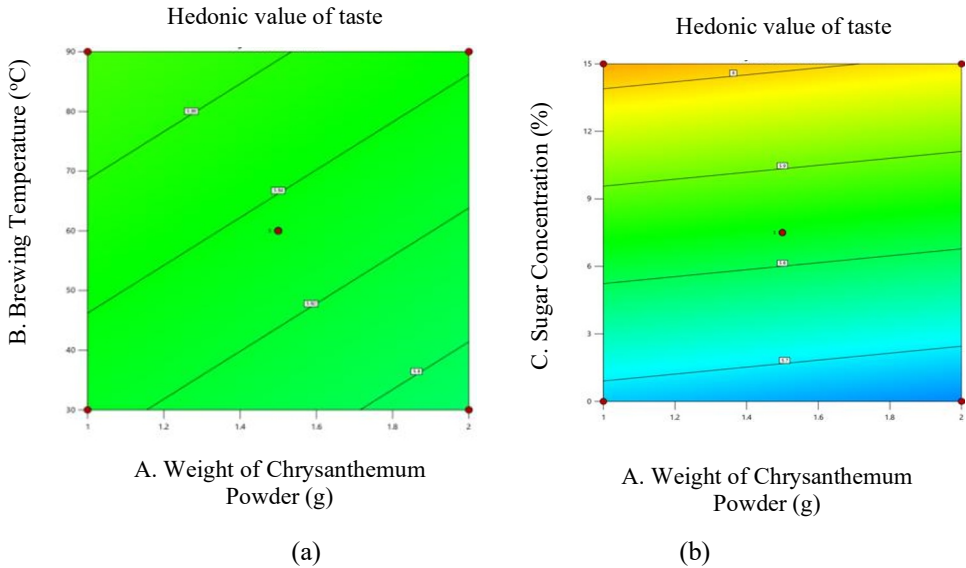 Hedonic value of taste
B. Brewing Temperature (°C)
90
80
70
60
50
40
30
1
1.2
1.4
1.6
1.8
2
A. Weight of Chrysanthemum
Powder (g)
(a)
Hedonic value of taste
C. Sugar Concentration (%)
15
12
9
6
3
0
1
1.2
1.4
1.6
1.8
2
A. Weight of Chrysanthemum
Powder (g)
(b)